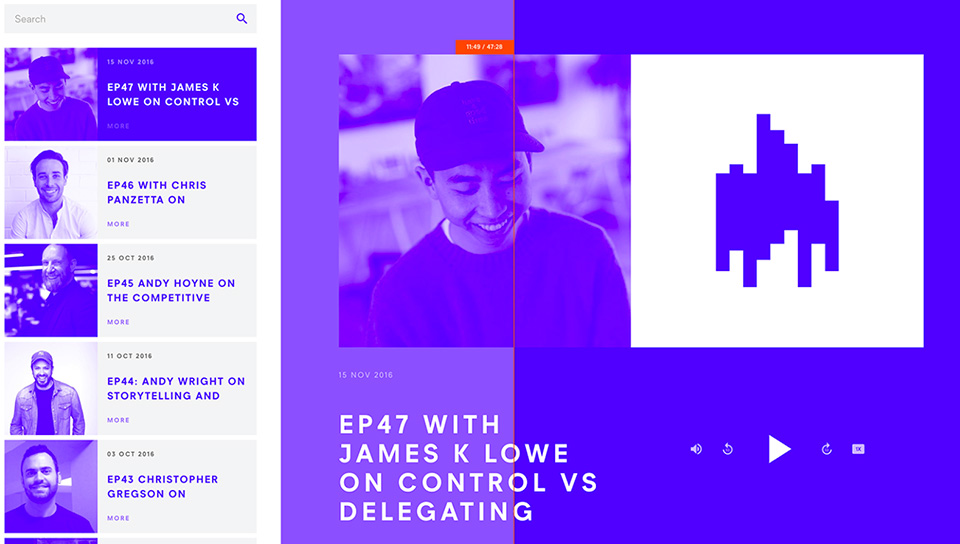 Search
15 NOV 2016
EP47 WITH JAMES K
LOWE ON CONTROL VS
MORE
01 NOV 2016
EP46 WITH CHRIS
PANZETTA ON
MORE
25 OCT 2016
EP45 ANDY HOYNE ON
THE COMPETITIVE
MORE
11 OCT 2016
EP44: ANDY WRIGHT ON
STORYTELLING AND
MORE
03 OCT 2016
EP43 CHRISTOPHER
GREGSON ON
MORE
11:49 / 47:28
15 NOV 2016
EP47 WITH
JAMES K LOWE
ON CONTROL VS
DELEGATING
1X